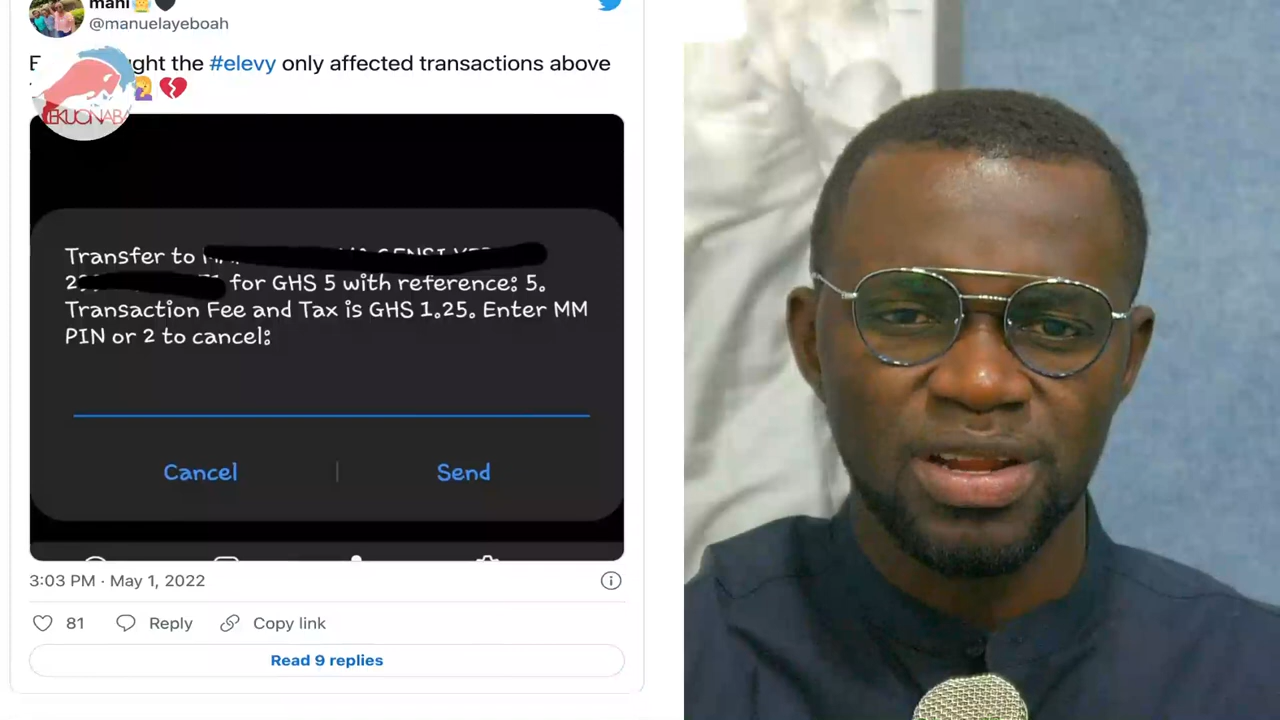 mani
@manuelayeboah
the #elevy only affected transactions above
EKUONABA
Transfer to
for GHS 5 with reference: 5.
Transaction Fee and Tax is GHS 1.25. Enter MM
PIN or 2 to cancel:
Cancel | Send
3:03 PM · May 1, 2022
81 Reply Copy link
Read 9 replies